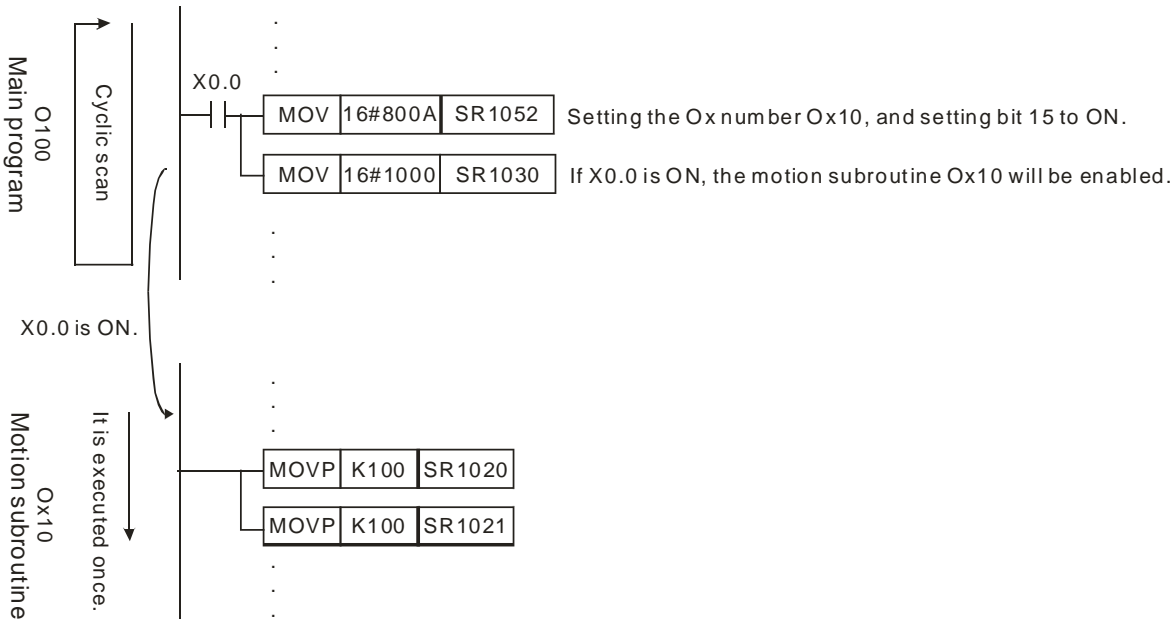 O100
Main program
Cyclic scan
X0.0
MOV 16#800A SR1052
Setting the Ox number Ox10, and setting bit 15 to ON.
MOV 16#1000 SR1030
If X0.0 is ON, the motion subroutine Ox10 will be enabled.
X0.0 is ON.
Ox10
Motion subroutine
It is executed once.
MOVP K100 SR1020
MOVP K100 SR1021